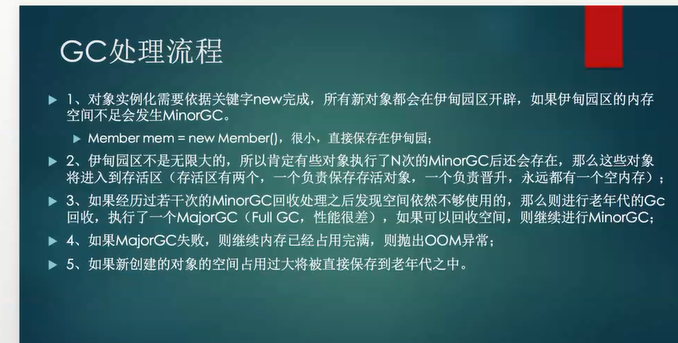 GC处理流程
1、对象实例化需要依据关键字new完成，所有新对象都会在伊甸园区开辟，如果伊甸园区的内存
空间不足会发生MinorGC。
Member mem = new Member()，很小，直接保存在伊甸园；
2、伊甸园区不是无限大的，所以肯定有些对象执行了N次的MinorGC后还会存在，那么这些对象
将进入到存活区（存活区有两个，一个负责保存存活对象，一个负责晋升，永远都有一个空内存）；
3、如果经历过若干次的MinorGC回收处理之后发现空间依然不够使用的，那么则进行老年代的Gc
回收，执行了一个MajorGC（Full GC，性能很差），如果可以回收空间，则继续进行MinorGC；
4、如果MajorGC失败，则继续内存已经占用完满，则抛出OOM异常；
5、如果新创建的对象的空间占用过大将被直接保存到老年代之中。